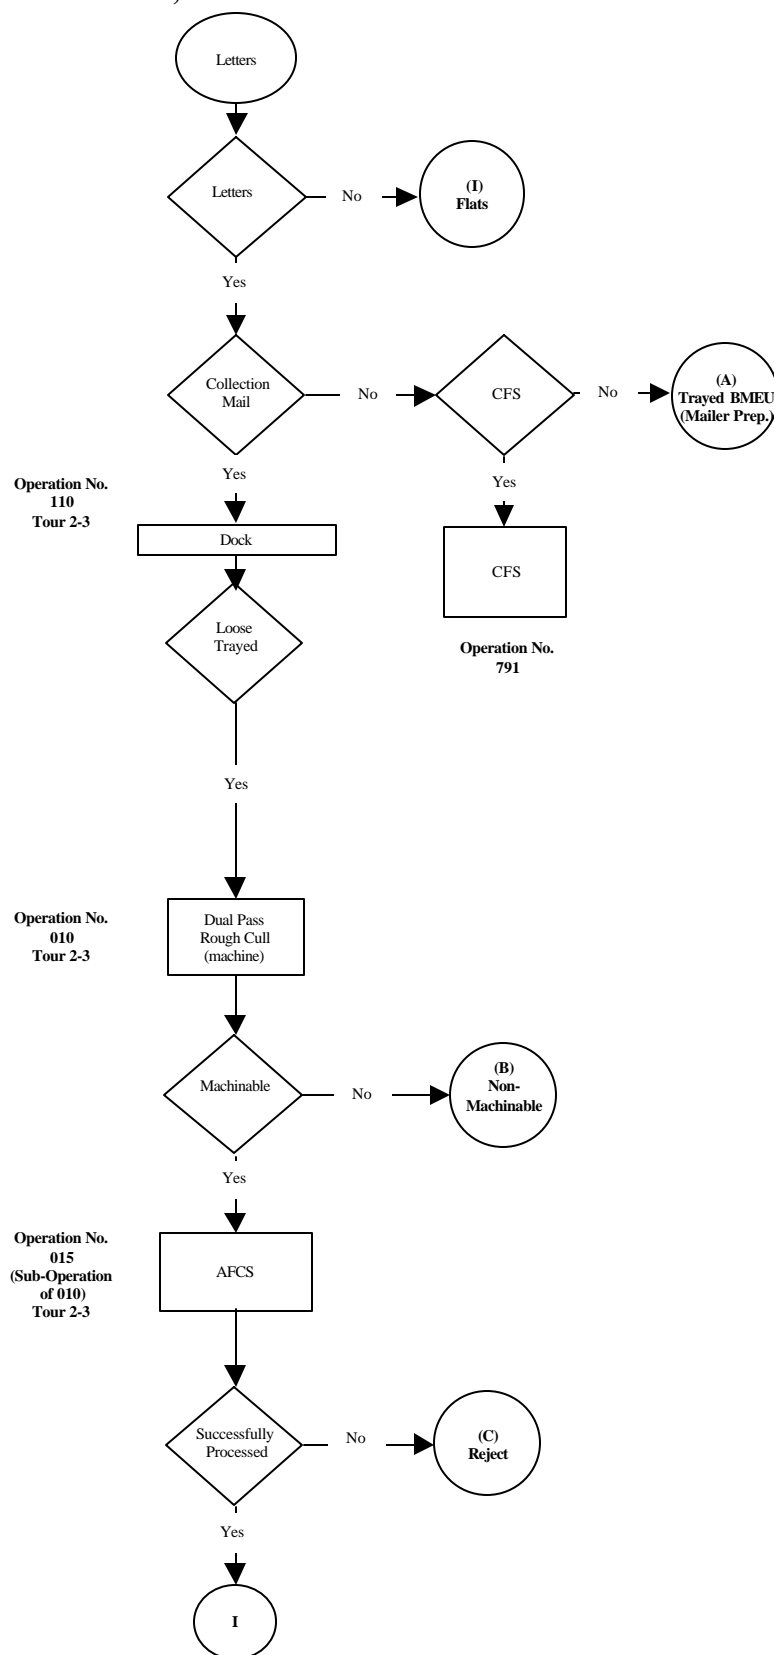 )
Letters
Letters
No
(I)
Flats
Yes
Collection
Mail
No
CFS
No
(A)
Trayed BMEU
(Mailer Prep.)
Yes
Yes
Operation No.
110
Tour 2-3
Dock
CFS
Loose
Trayed
Operation No.
791
Yes
Operation No.
010
Tour 2-3
Dual Pass
Rough Cull
(machine)
Machinable
No
(B)
Non-
Machinable
Yes
Operation No.
015
(Sub-Operation
of 010)
Tour 2-3
AFCS
Successfully
Processed
No
(C)
Reject
Yes
I